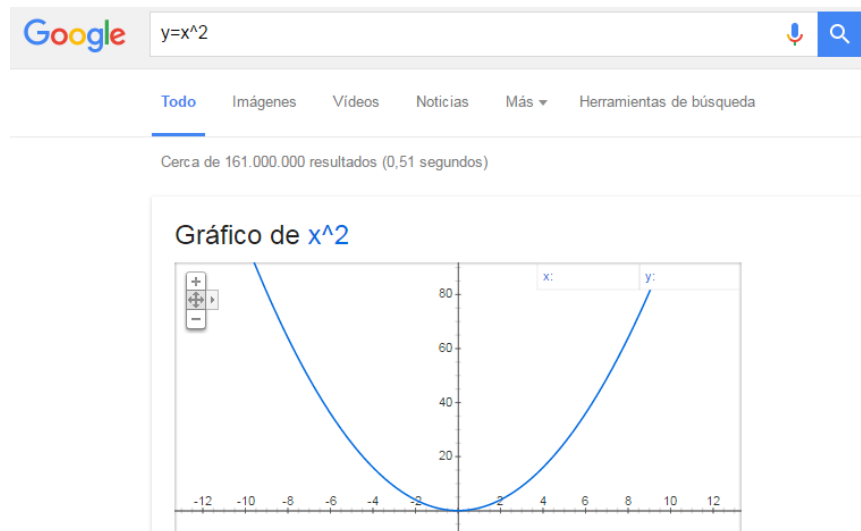 Google y=x^2
Todo Imágenes Vídeos Noticias Más Herramientas de búsqueda
Cerca de 161.000.000 resultados (0,51 segundos)
Gráfico de x^2
x: y:
80
60
40
20
-12 -10 -8 -6 -4 -2 2 4 6 8 10 12